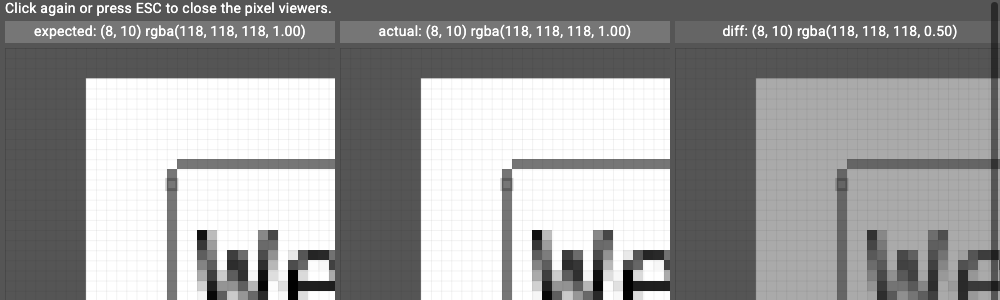 Click again or press ESC to close the pixel viewers.
expected: (8, 10) rgba(118, 118, 118, 1.00)
actual: (8, 10) rgba(118, 118, 118, 1.00)
diff: (8, 10) rgba(118, 118, 118, 0.50)
We
We
We